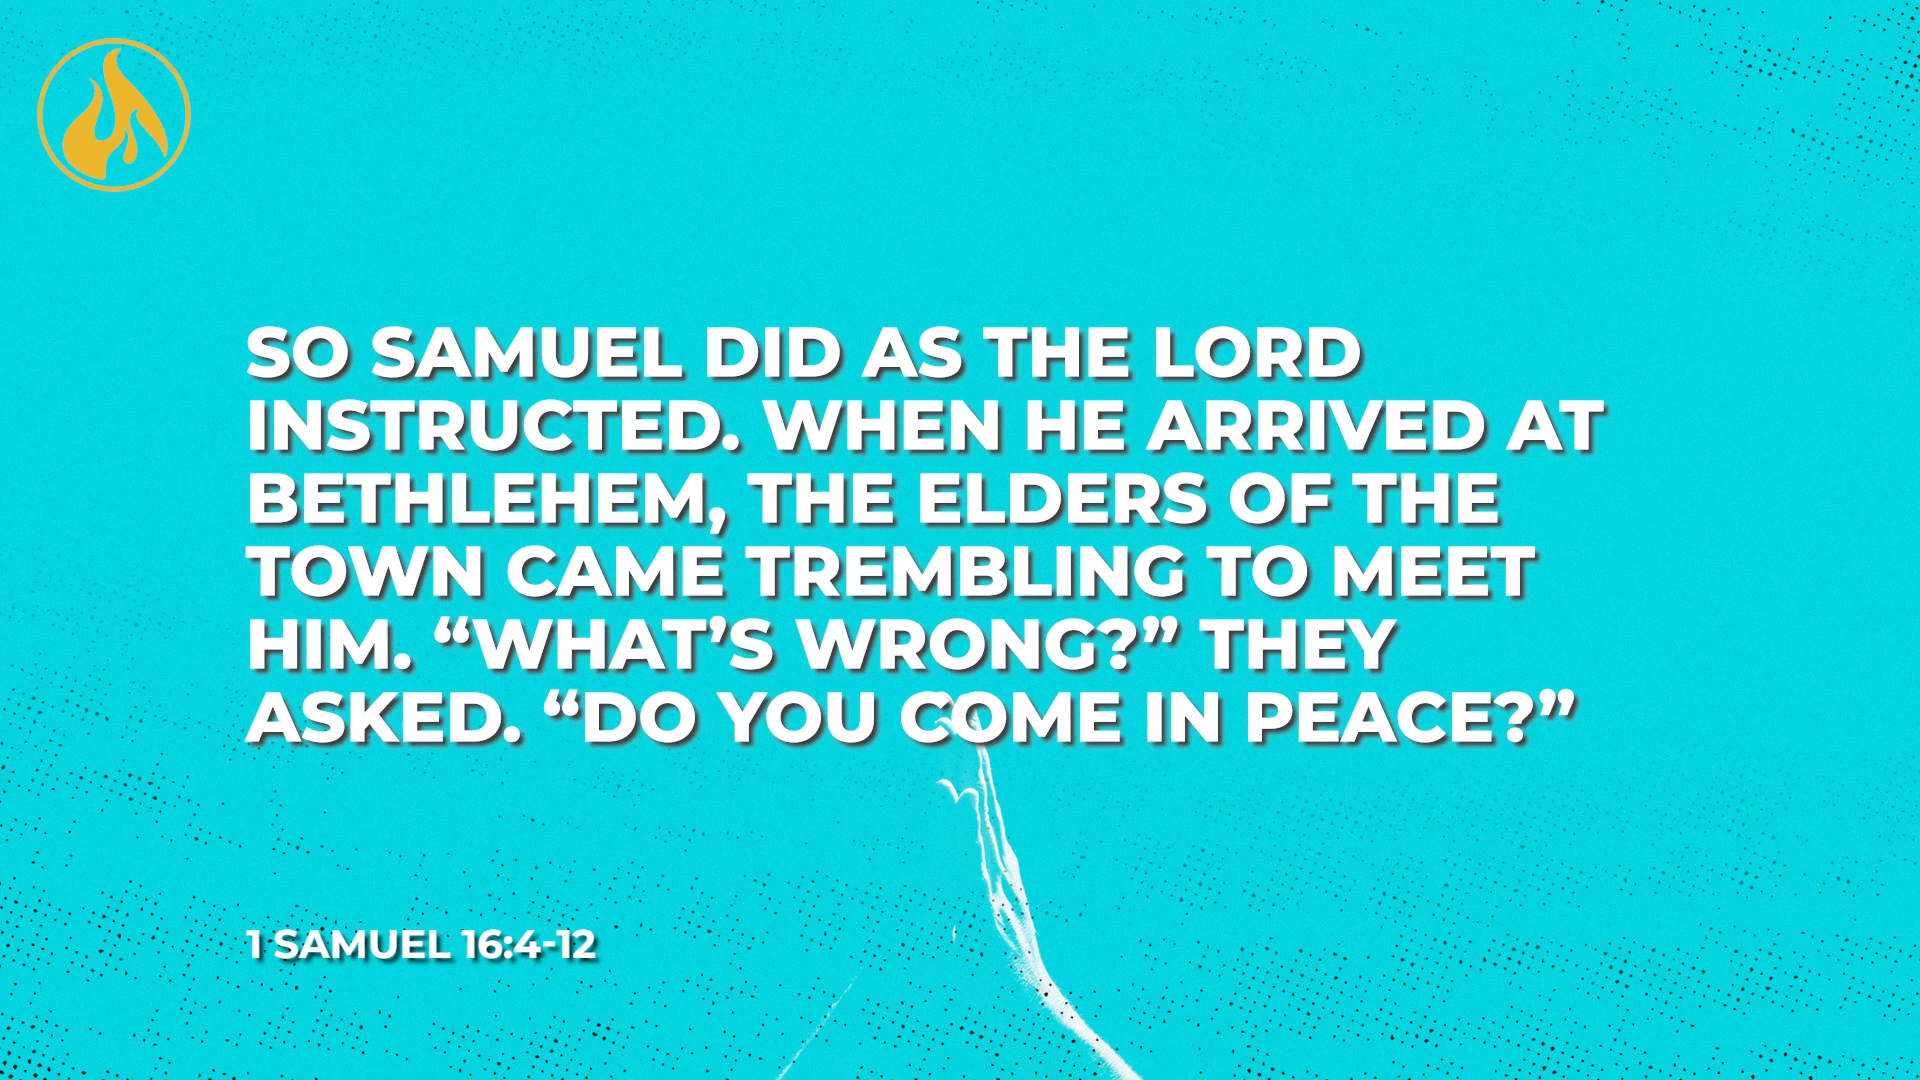 SO SAMUEL DID AS THE LORD
INSTRUCTED. WHEN HE ARRIVED AT
BETHLEHEM, THE ELDERS OF THE
TOWN CAME TREMBLING TO MEET
HIM. “WHAT’S WRONG?” THEY
ASKED. “DO YOU COME IN PEACE?”
1 SAMUEL 16:4-12